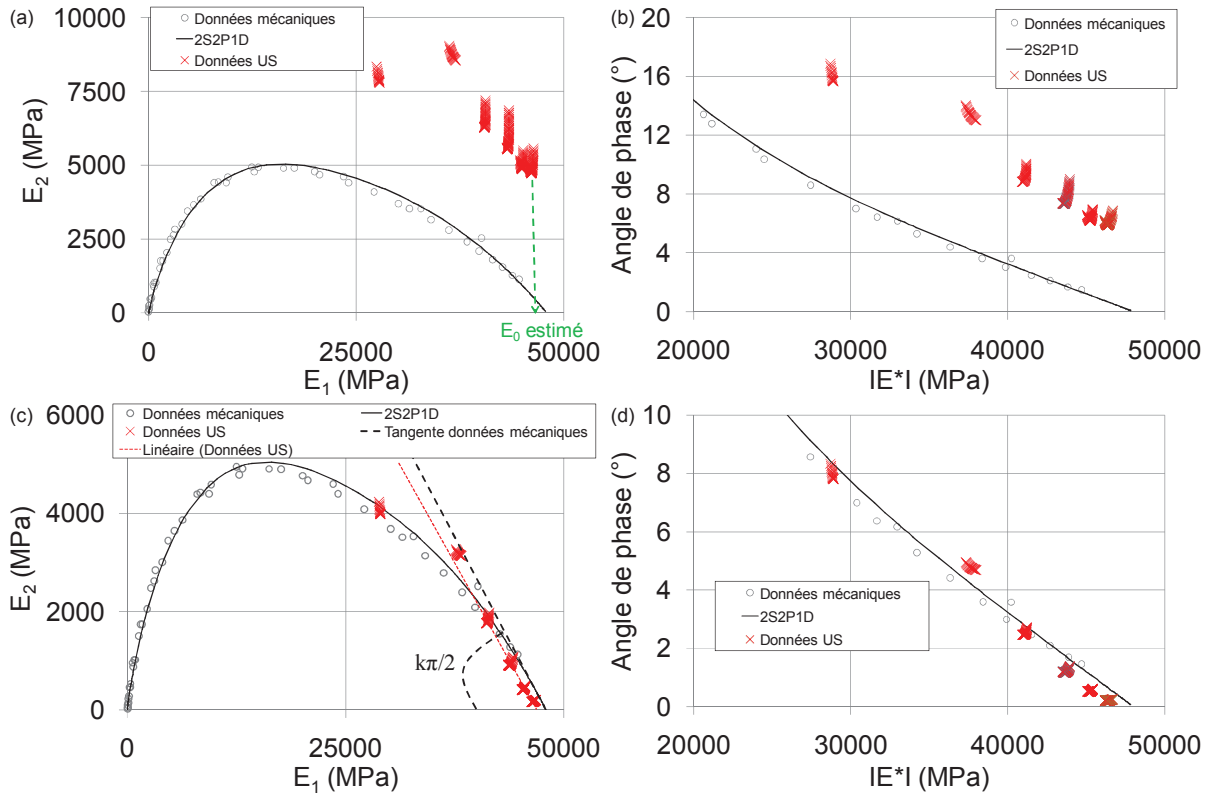 (a)
10000
7500
5000
2500
0
E₂ (MPa)
Données mécaniques
2S2P1D
Données US
E₀ estimé
0
25000
50000
E₁ (MPa)
(b)
20
16
12
8
4
0
Angle de phase (°)
Données mécaniques
2S2P1D
Données US
20000
30000
40000
50000
IE*I (MPa)
(c)
6000
4000
2000
0
E₂ (MPa)
Données mécaniques
2S2P1D
Données US
Tangente données mécaniques
Linéaire (Données US)
kπ/2
0
25000
50000
E₁ (MPa)
(d)
10
8
6
4
2
0
Angle de phase (°)
Données mécaniques
2S2P1D
Données US
20000
30000
40000
50000
IE*I (MPa)